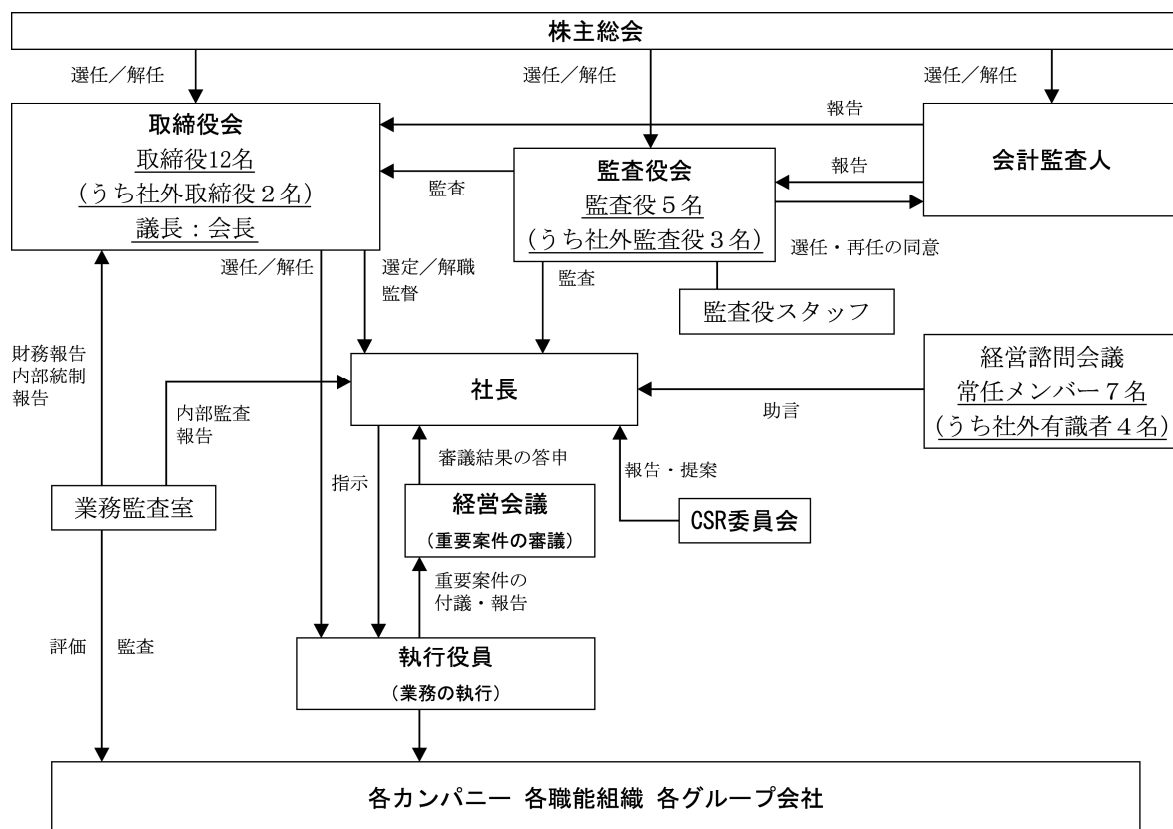 株主総会
選任／解任
選任／解任
選任／解任
取締役会
取締役12名
(うち社外取締役２名)
議長：会長
報告
会計監査人
監査
監査役会
監査役５名
(うち社外監査役３名)
報告
選任・再任の同意
選任／解任
選定／解職
監督
監査
監査役スタッフ
財務報告
内部統制
報告
内部監査
報告
社長
助言
経営諮問会議
常任メンバー７名
(うち社外有識者４名)
審議結果の答申
報告・提案
業務監査室
指示
経営会議
(重要案件の審議)
CSR委員会
重要案件の
付議・報告
評価
監査
執行役員
(業務の執行)
各カンパニー 各職能組織 各グループ会社